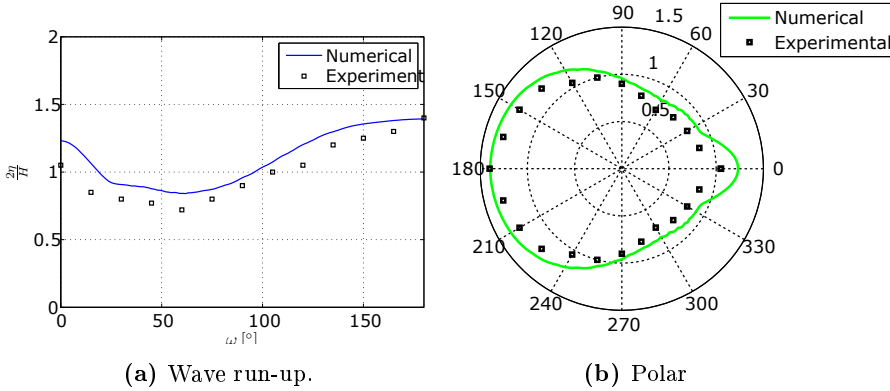 2
1.5
1
0.5
0
0 50 100 150
2η/H
ω [°]
Numerical
Experiment
(a) Wave run-up.
90 1.5
120 60
1
150 30
0.5
180 0
210 330
240 300
270
Numerical
Experimental
(b) Polar